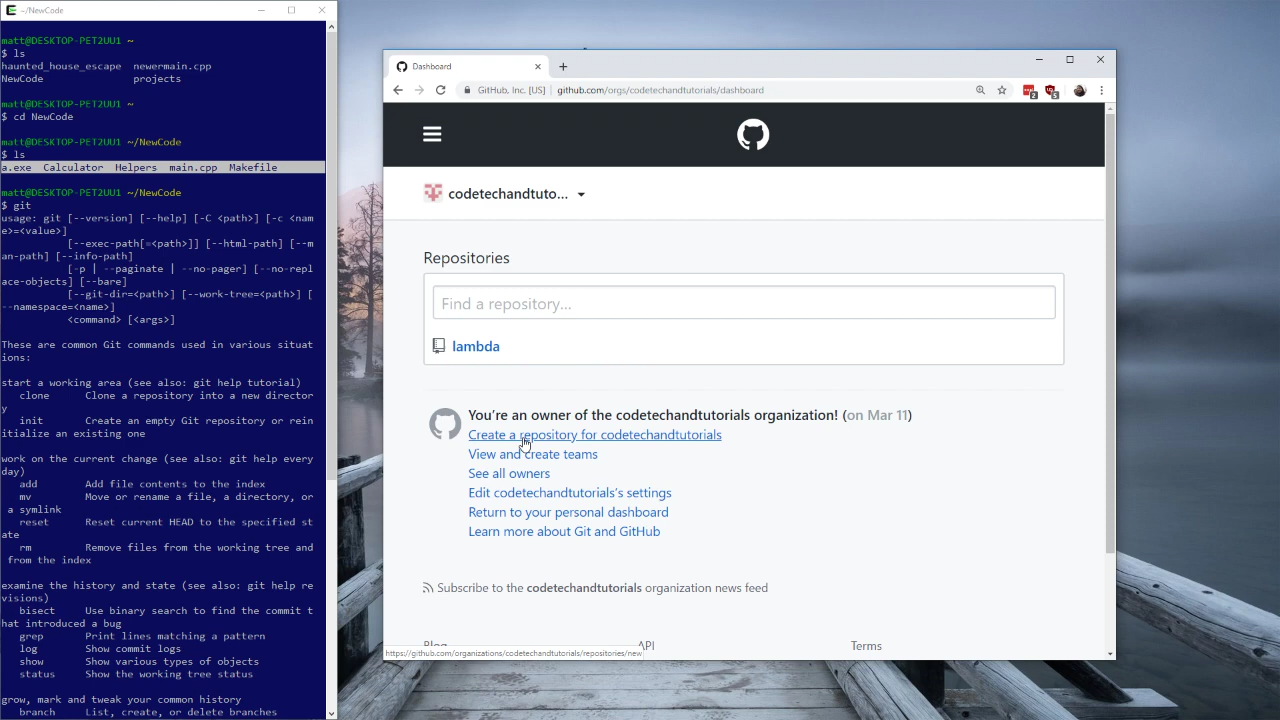 ~/NewCode
matt@DESKTOP-PET2UU1 ~
$ ls
haunted_house_escape newermain.cpp
NewCode projects
matt@DESKTOP-PET2UU1 ~
$ cd NewCode
matt@DESKTOP-PET2UU1 ~/NewCode
$ ls
a.exe Calculator Helpers main.cpp Makefile
matt@DESKTOP-PET2UU1 ~/NewCode
$ git
usage: git [--version] [--help] [-C <path>] [-c <nam
e>=<value>]
[--exec-path[=<path>]] [--html-path] [--m
an-path] [--info-path]
[-p | --paginate | --no-pager] [--no-repl
ace-objects] [--bare]
[--git-dir=<path>] [--work-tree=<path>] [
--namespace=<name>]
<command> [<args>]
These are common Git commands used in various situat
ions:
start a working area (see also: git help tutorial)
clone Clone a repository into a new director
y
init Create an empty Git repository or rein
itialize an existing one
work on the current change (see also: git help every
day)
add Add file contents to the index
mv Move or rename a file, a directory, or
a symlink
reset Reset current HEAD to the specified st
ate
rm Remove files from the working tree and
from the index
examine the history and state (see also: git help re
visions)
bisect Use binary search to find the commit t
hat introduced a bug
grep Print lines matching a pattern
log Show commit logs
show Show various types of objects
status Show the working tree status
grow, mark and tweak your common history
branch List, create, or delete branches
Dashboard
GitHub, Inc. [US] github.com/orgs/codetechandtutorials/dashboard
2
5
codetechandtuto...
Repositories
Find a repository...
lambda
You're an owner of the codetechandtutorials organization! (on Mar 11)
Create a repository for codetechandtutorials
View and create teams
See all owners
Edit codetechandtutorials's settings
Return to your personal dashboard
Learn more about Git and GitHub
Subscribe to the codetechandtutorials organization news feed
Blog API Terms
https://github.com/organizations/codetechandtutorials/repositories/new